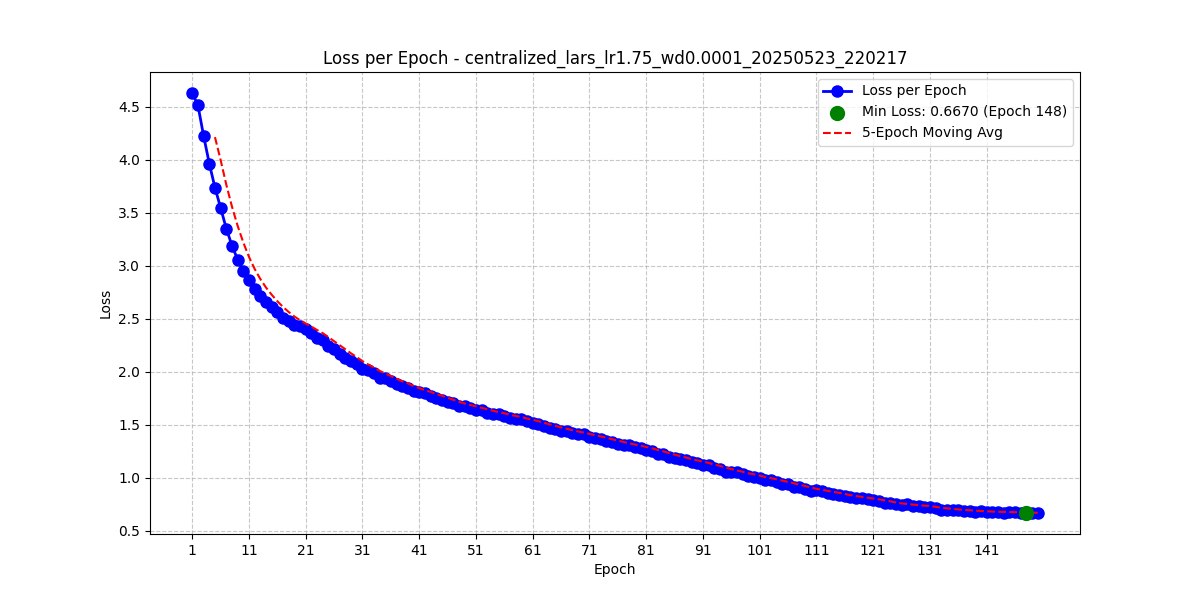 Loss per Epoch - centralized_lars_lr1.75_wd0.0001_20250523_220217
Loss per Epoch
Min Loss: 0.6670 (Epoch 148)
5-Epoch Moving Avg
Loss
4.5
4.0
3.5
3.0
2.5
2.0
1.5
1.0
0.5
1 11 21 31 41 51 61 71 81 91 101 111 121 131 141
Epoch